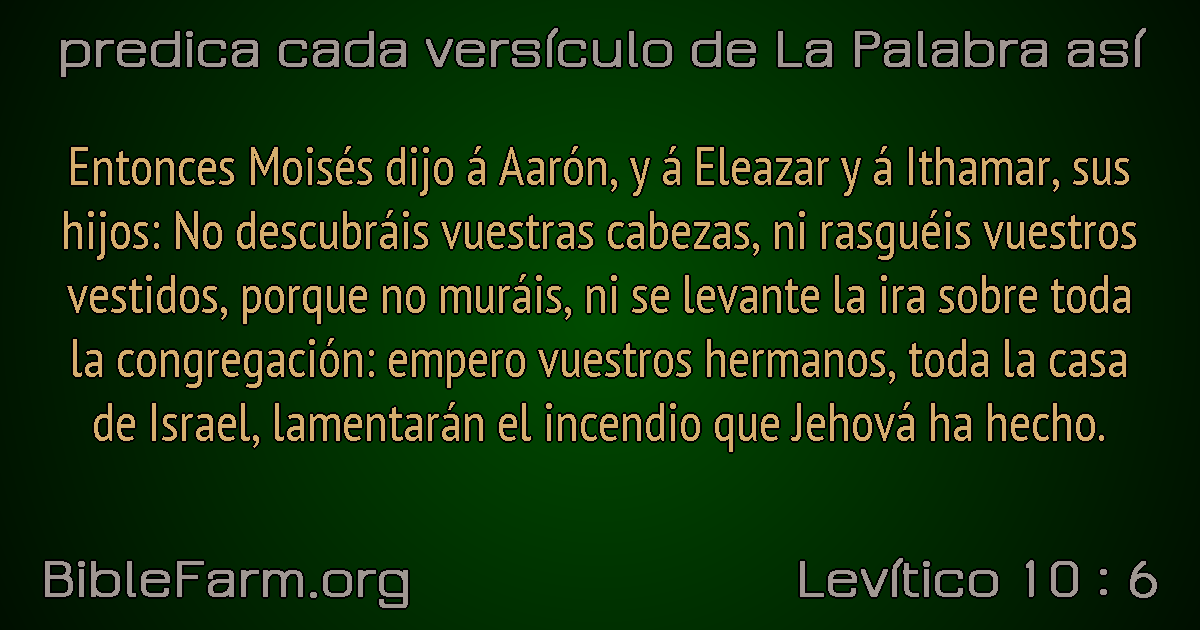 predica cada versículo de La Palabra así
Entonces Moisés dijo á Aarón, y á Eleazar y á Ithamar, sus
hijos: No descubráis vuestras cabezas, ni rasguéis vuestros
vestidos, porque no muráis, ni se levante la ira sobre toda
la congregación: empero vuestros hermanos, toda la casa
de Israel, lamentarán el incendio que Jehová ha hecho.
BibleFarm.org
Levítico 10 : 6